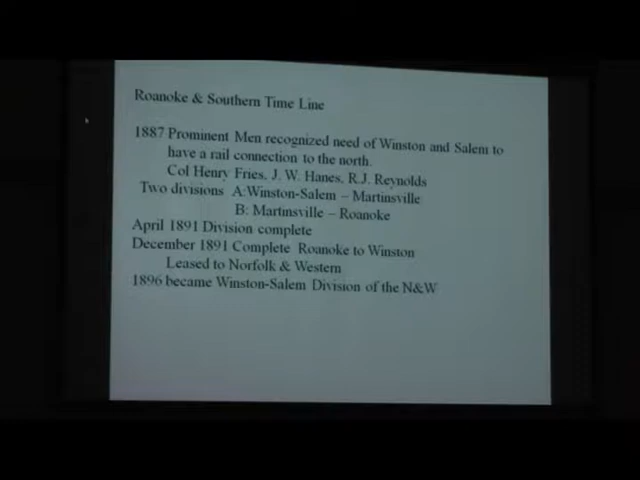 Roanoke & Southern Time Line
1887 Prominent Men recognized need of Winston and Salem to
have a rail connection to the north.
Col Henry Fries, J. W. Hanes, R.J. Reynolds
Two divisions A:Winston-Salem – Martinsville
B: Martinsville – Roanoke
April 1891 Division complete
December 1891 Complete Roanoke to Winston
Leased to Norfolk & Western
1896 became Winston-Salem Division of the N&W